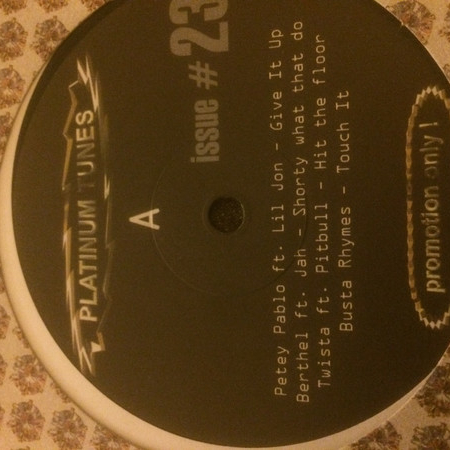 PLATINUM TUNES
issue # 23
A
Petey Pablo ft. Lil Jon - Give It Up
Berthel ft. Jah - Shorty what that do
Twista ft. Pitbull - Hit the floor
Busta Rhymes - Touch It
promotion only !